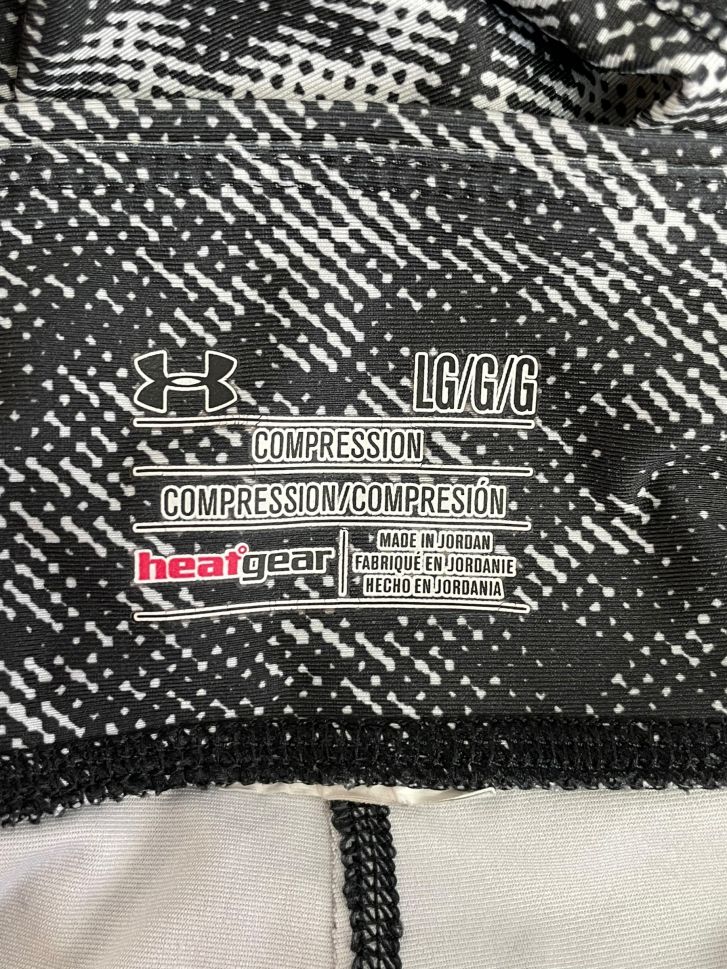 LG/G/G
COMPRESSION
COMPRESSION/COMPRESIÓN
heatgear
MADE IN JORDAN
FABRIQUÉ EN JORDANIE
HECHO EN JORDANIA